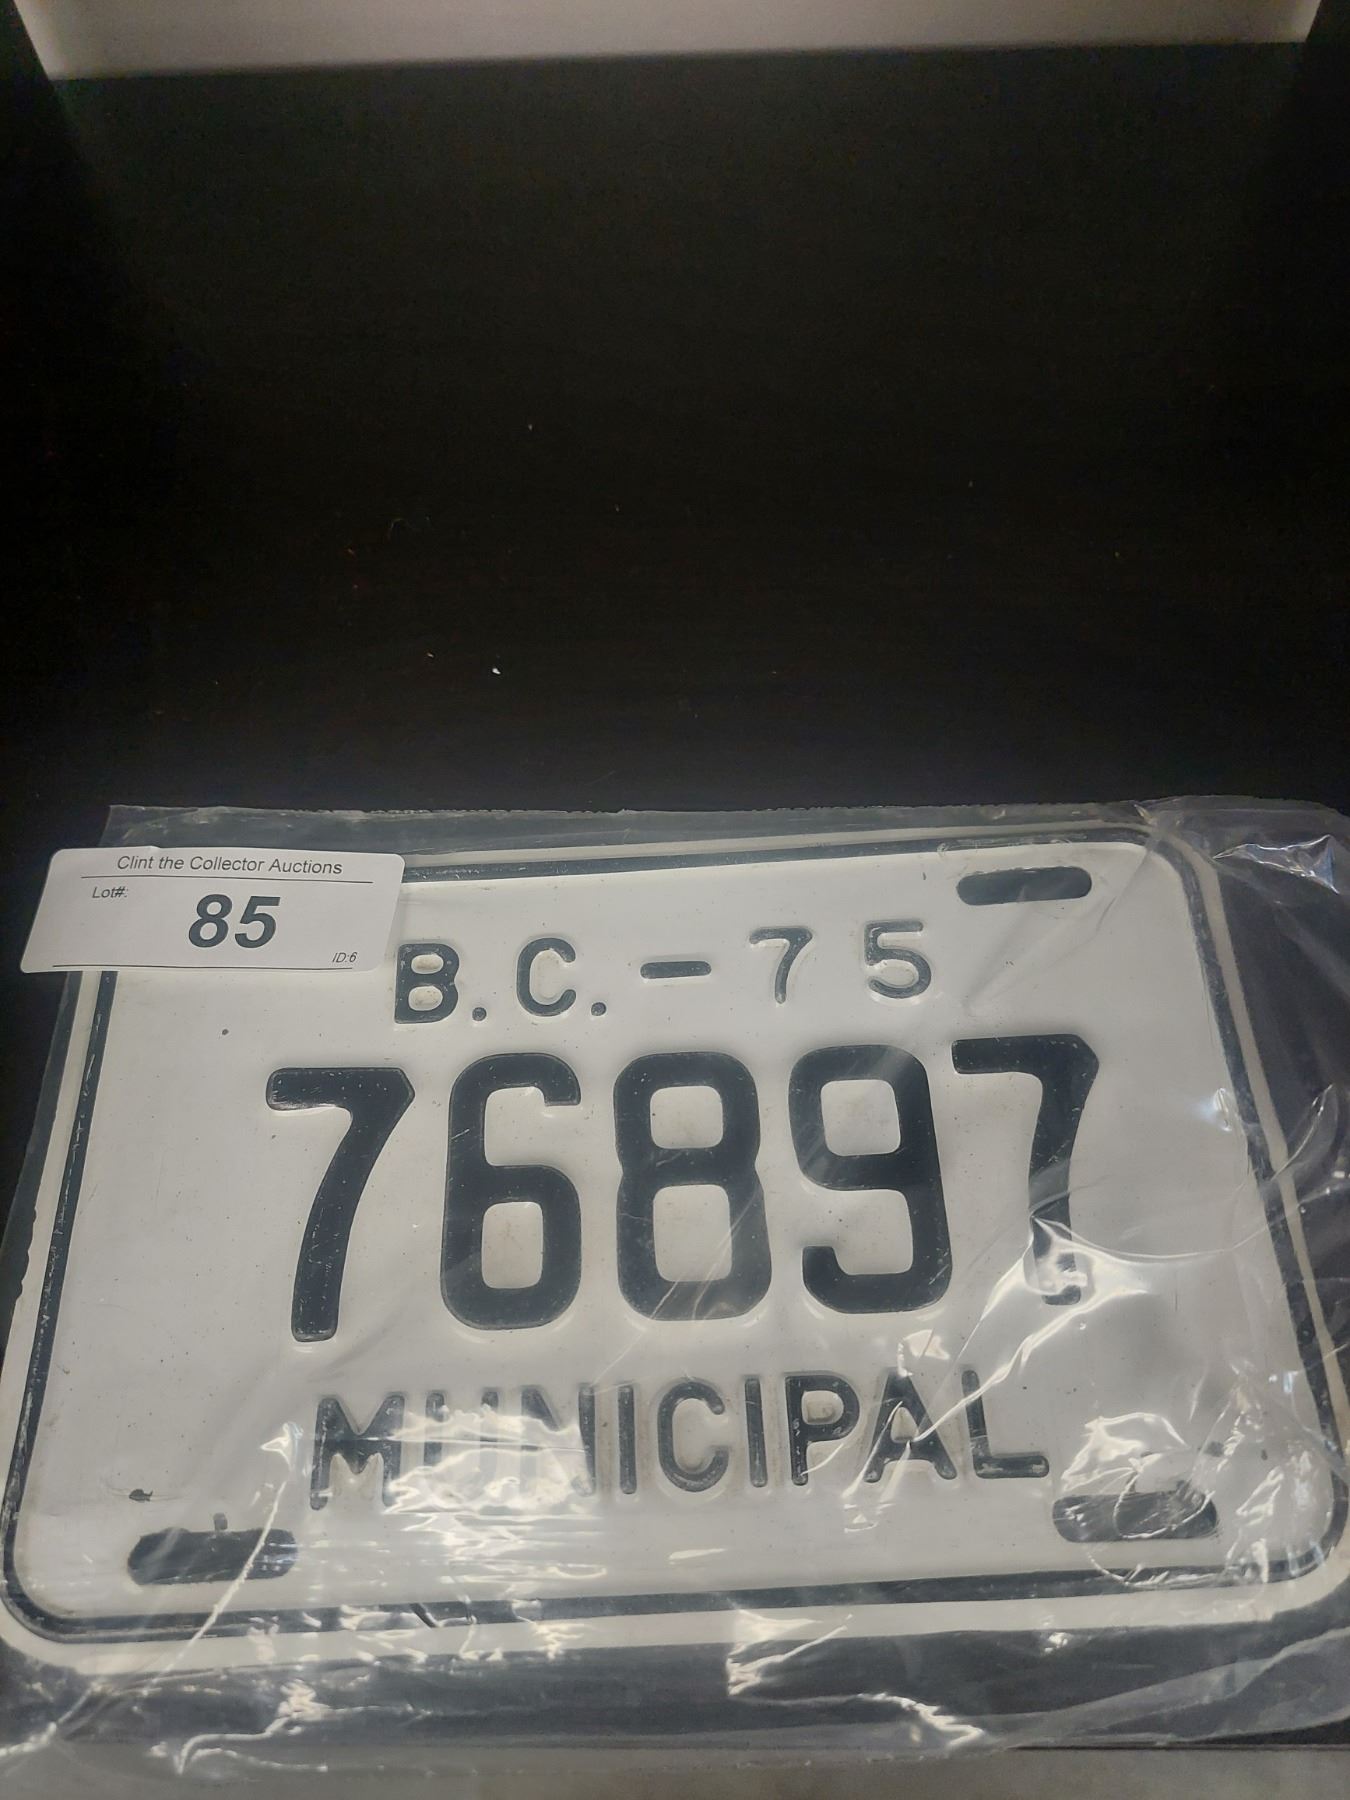 Clint the Collector Auctions
Lot#:
85
ID:6
B.C.-75
76897
MUNICIPAL